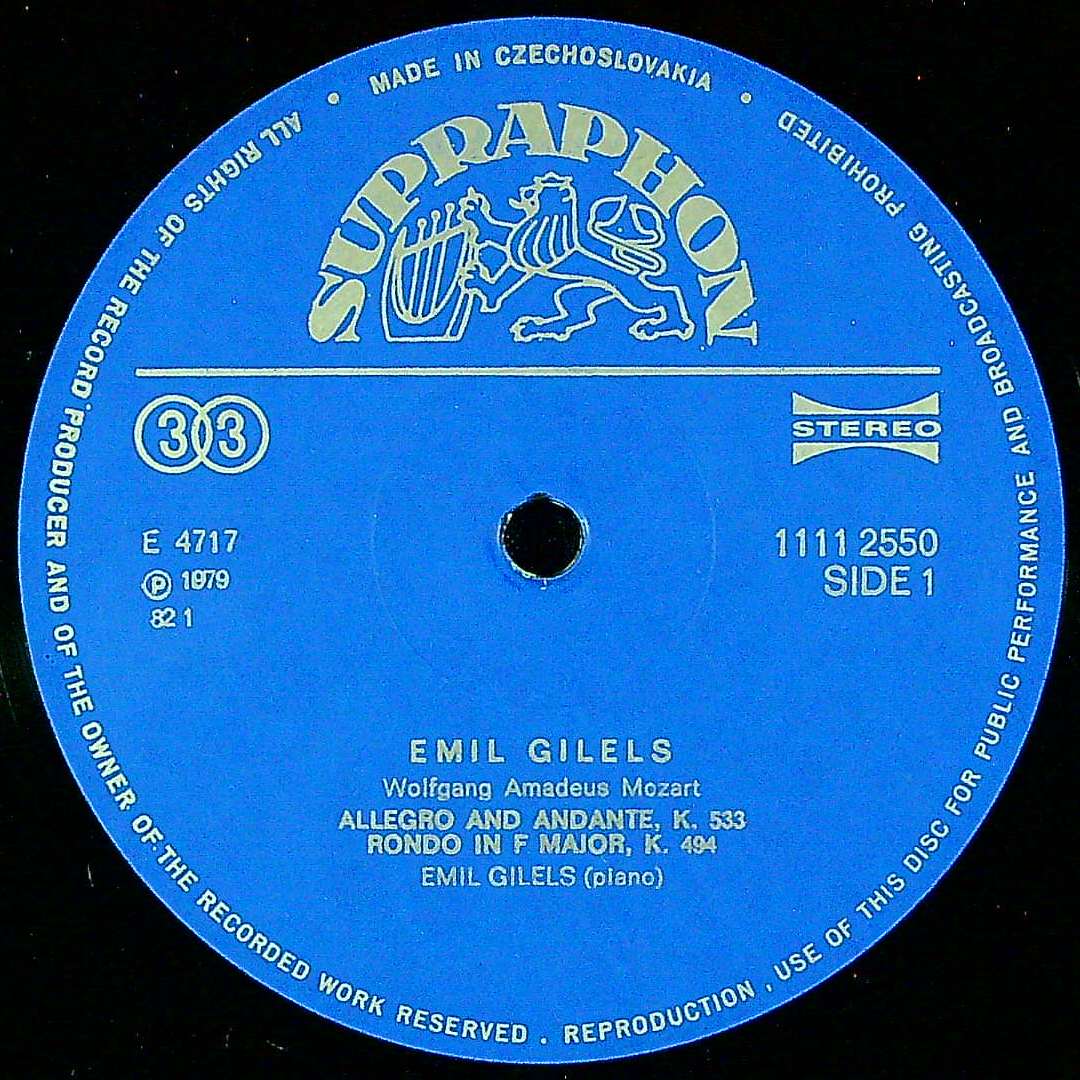 MADE IN CZECHOSLOVAKIA
ALL RIGHTS OF THE RECORD PRODUCER AND OF THE OWNER OF THE RECORDED WORK RESERVED . REPRODUCTION , USE OF THIS DISC FOR PUBLIC PERFORMANCE AND BROADCASTING PROHIBITED
SUPRAPHON
33
STEREO
E 4717
1111 2550
℗ 1979
SIDE 1
82 1
EMIL GILELS
Wolfgang Amadeus Mozart
ALLEGRO AND ANDANTE, K. 533
RONDO IN F MAIOR, K. 494
EMIL GILELS (piano)